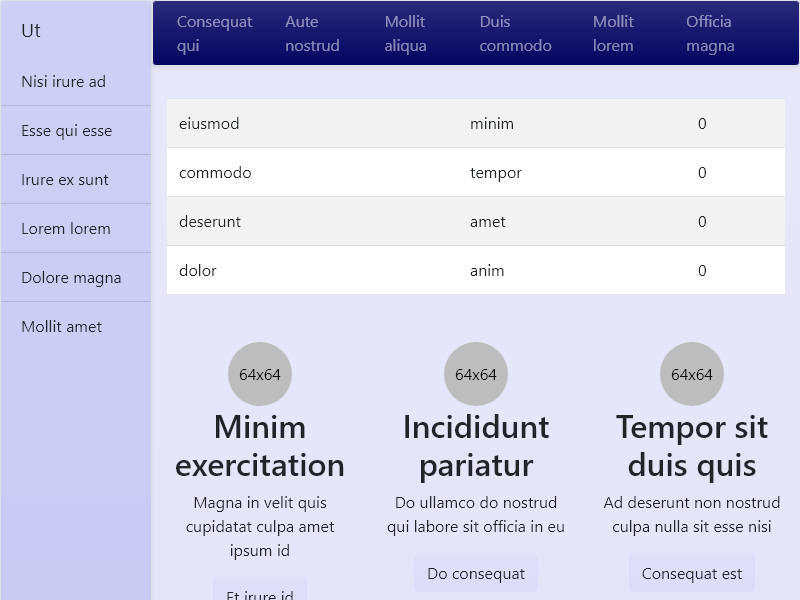 Ut
Nisi irure ad
Esse qui esse
Irure ex sunt
Lorem lorem
Dolore magna
Mollit amet
Consequat qui
Aute nostrud
Mollit aliqua
Duis commodo
Mollit lorem
Officia magna
eiusmod minim 0
commodo tempor 0
deserunt amet 0
dolor anim 0
64x64
Minim
exercitation
Magna in velit quis
cupidatat culpa amet
ipsum id
Et irure id
64x64
Incididunt
pariatur
Do ullamco do nostrud
qui labore sit officia in eu
Do consequat
64x64
Tempor sit
duis quis
Ad deserunt non nostrud
culpa nulla sit esse nisi
Consequat est